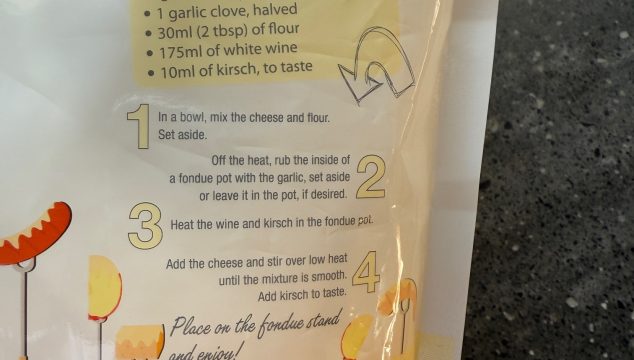 • 1 garlic clove, halved
• 30ml (2 tbsp) of flour
• 175ml of white wine
• 10ml of kirsch, to taste
1 In a bowl, mix the cheese and flour.
Set aside.
Off the heat, rub the inside of
a fondue pot with the garlic, set aside
or leave it in the pot, if desired. 2
3 Heat the wine and kirsch in the fondue pot.
Add the cheese and stir over low heat
until the mixture is smooth.
Add kirsch to taste. 4
Place on the fondue stand
and enjoy!